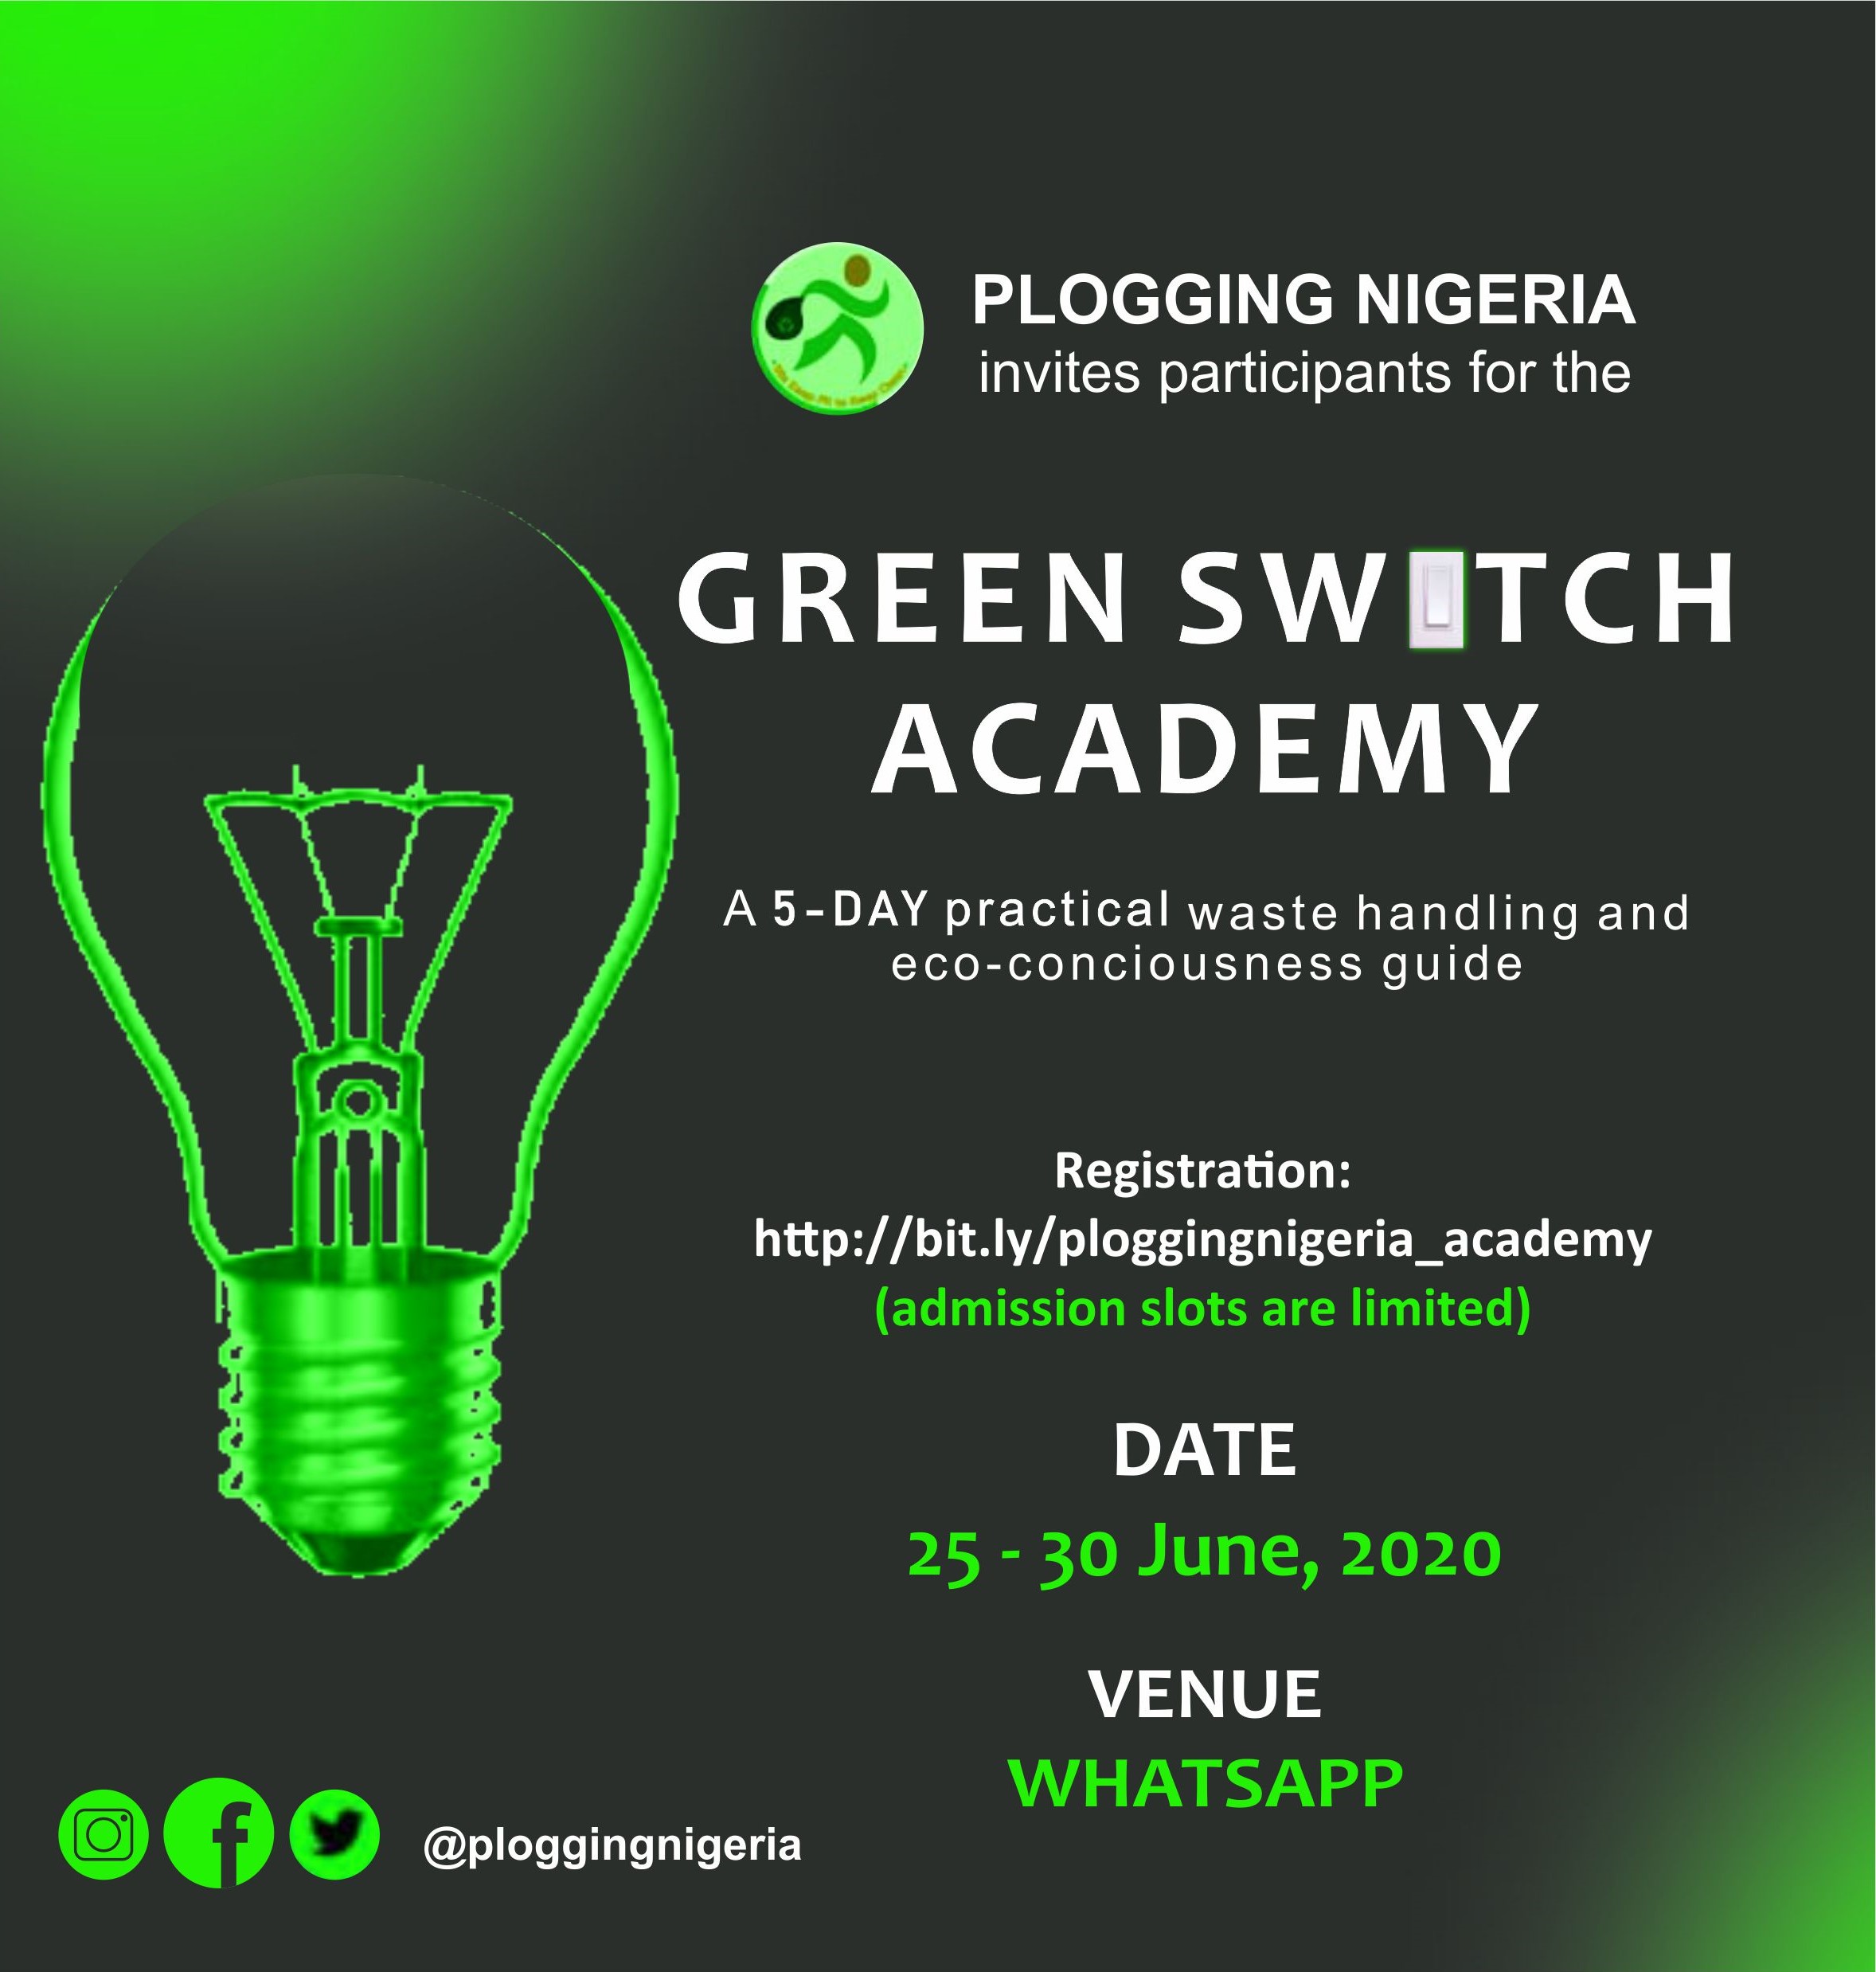 PLOGGING NIGERIA
invites participants for the
GREEN SWITCH
ACADEMY
A 5-DAY practical waste handling and
eco-conciousness guide
Registration:
http://bit.ly/ploggingnigeria_academy
(admission slots are limited)
DATE
25 - 30 June, 2020
VENUE
WHATSAPP
@ploggingnigeria